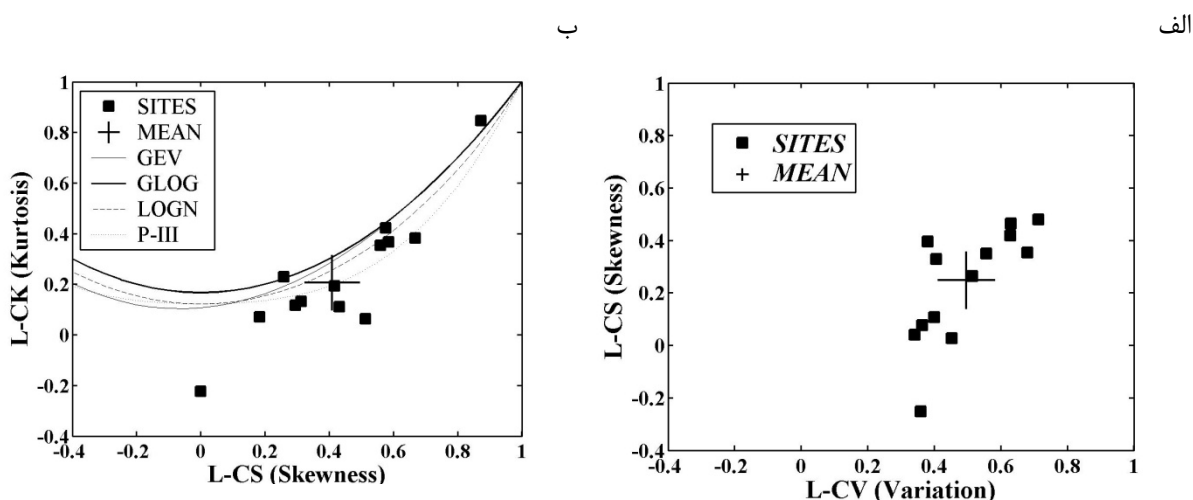 الف
ب
1
0.8
0.6
0.4
0.2
0
-0.2
-0.4
L-CK (Kurtosis)
SITES
MEAN
GEV
GLOG
LOGN
P-III
-0.4 -0.2 0 0.2 0.4 0.6 0.8 1
L-CS (Skewness)
1
0.8
0.6
0.4
0.2
0
-0.2
-0.4
L-CS (Skewness)
SITES
MEAN
-0.4 -0.2 0 0.2 0.4 0.6 0.8 1
L-CV (Variation)